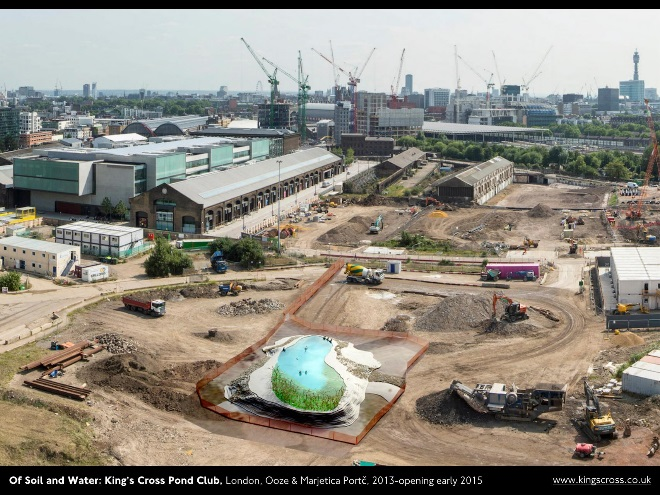 Of Soil and Water: King's Cross Pond Club, London, Ooze & Marjetica Portč, 2013-opening early 2015 www.kingscross.co.uk